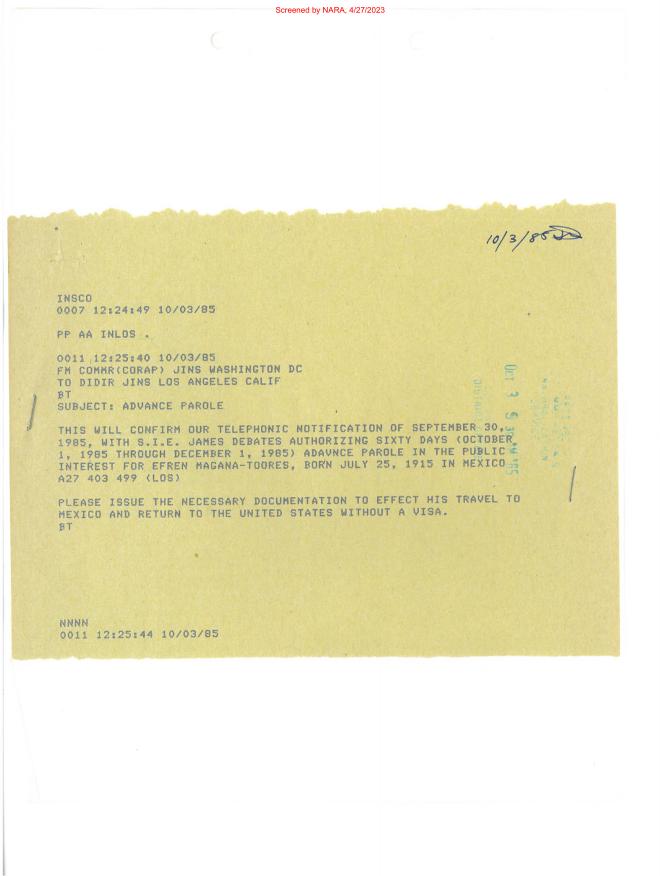 Screened by NARA, 4/27/2023
10/3/85
INSCO
0007 12:24:49 10/03/85
PP AA INLOS .
0011 12:25:40 10/03/85
FM COMMR(CORAP) JINS WASHINGTON DC
TO DIDIR JINS LOS ANGELES CALIF
BT
SUBJECT: ADVANCE PAROLE
THIS WILL CONFIRM OUR TELEPHONIC NOTIFICATION OF SEPTEMBER 30,
1985, WITH S.I.E. JAMES DEBATES AUTHORIZING SIXTY DAYS (OCTOBER
1, 1985 THROUGH DECEMBER 1, 1985) ADAVNCE PAROLE IN THE PUBLIC
INTEREST FOR EFREN MAGANA-TOORES, BORN JULY 25, 1915 IN MEXICO
A27 403 499 (LOS)
PLEASE ISSUE THE NECESSARY DOCUMENTATION TO EFFECT HIS TRAVEL TO
MEXICO AND RETURN TO THE UNITED STATES WITHOUT A VISA.
BT
NNNN
0011 12:25:44 10/03/85